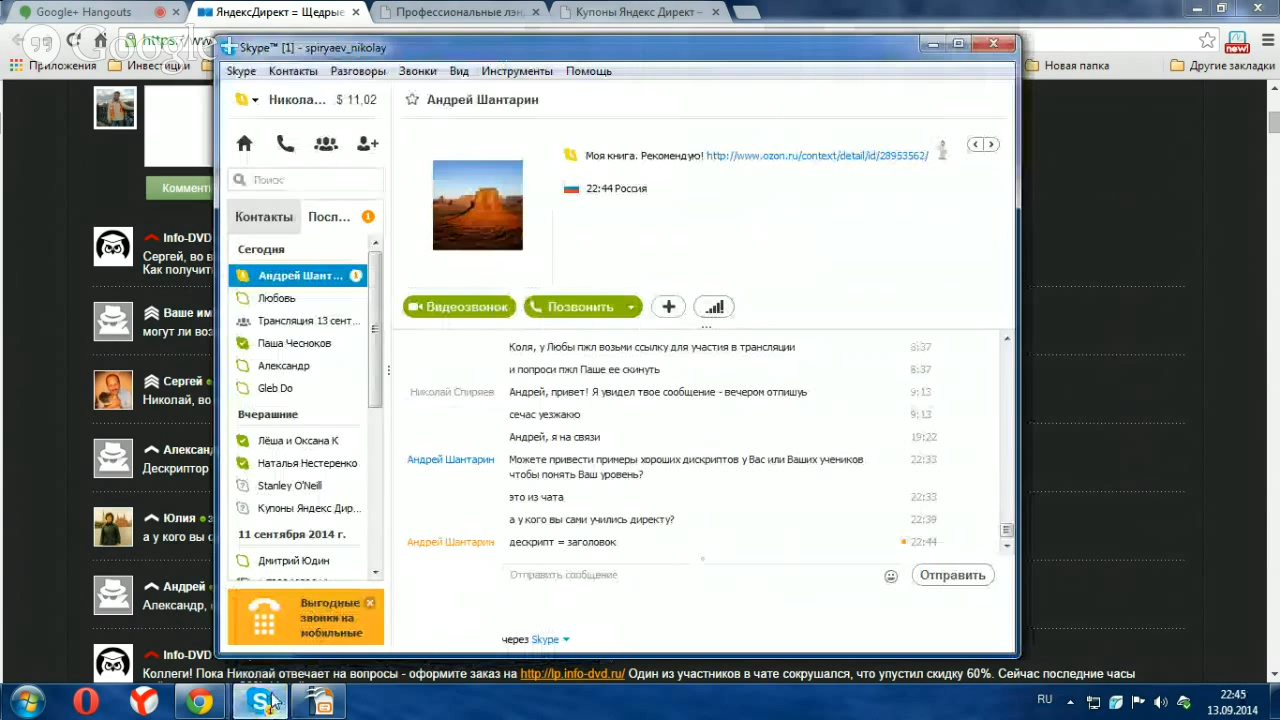 Google+ Hangouts
ЯндексДирект = Щедрые
Профессиональные лэн
Купоны Яндекс Директ –
https://ww
Google
now!
Приложения
Инвестиции
Новая папка
Другие закладки
Skype™ [1] - spiryaev_nikolay
Skype Контакты Разговоры Звонки Вид Инструменты Помощь
Никола... $ 11,02
Андрей Шантарин
Моя книга. Рекомендую! http://www.ozon.ru/context/detail/id/28953562/
22:44 Россия
Поиск
Контакты Посл... 1
Сегодня
Андрей Шант... 1
Любовь
Трансляция 13 сент...
Паша Чесноков
Александр
Gleb Do
Вчерашние
Лёша и Оксана К
Наталья Нестеренко
Stanley O'Neill
Купоны Яндекс Дир...
11 сентября 2014 г.
Дмитрий Юдин
Выгодные
звонки на
мобильные
Видеозвонок Позвонить
Коля, у Любы пжл возьми ссылку для участия в трансляции 8:37
и попроси пжл Паше ее скинуть 8:37
Николай Спиряев Андрей, привет! Я увидел твое сообщение - вечером отпишуь 9:13
сечас уезжакю 9:13
Андрей, я на связи 19:22
Андрей Шантарин Можете привести примеры хороших дискриптов у Вас или Ваших учеников 22:33
чтобы понять Ваш уровень?
это из чата 22:33
а у кого вы сами учились директу? 22:39
Андрей Шантарин дескрипт = заголовок 22:44
Отправить сообщение Отправить
через Skype
Коммент
Info-DVD
Сергей, во в
Как получит
Ваше им
могут ли воз
Сергей
Николай, во
Алексан
Дескриптор
Юлия
а у кого вы с
Андрей
Александр,
Info-DVD
Коллеги! Пока Николай отвечает на вопросы - оформите заказ на http://lp.info-dvd.ru/ Один из участников в чате сокрушался, что упустил скидку 60%. Сейчас последние часы
RU
22:45
13.09.2014